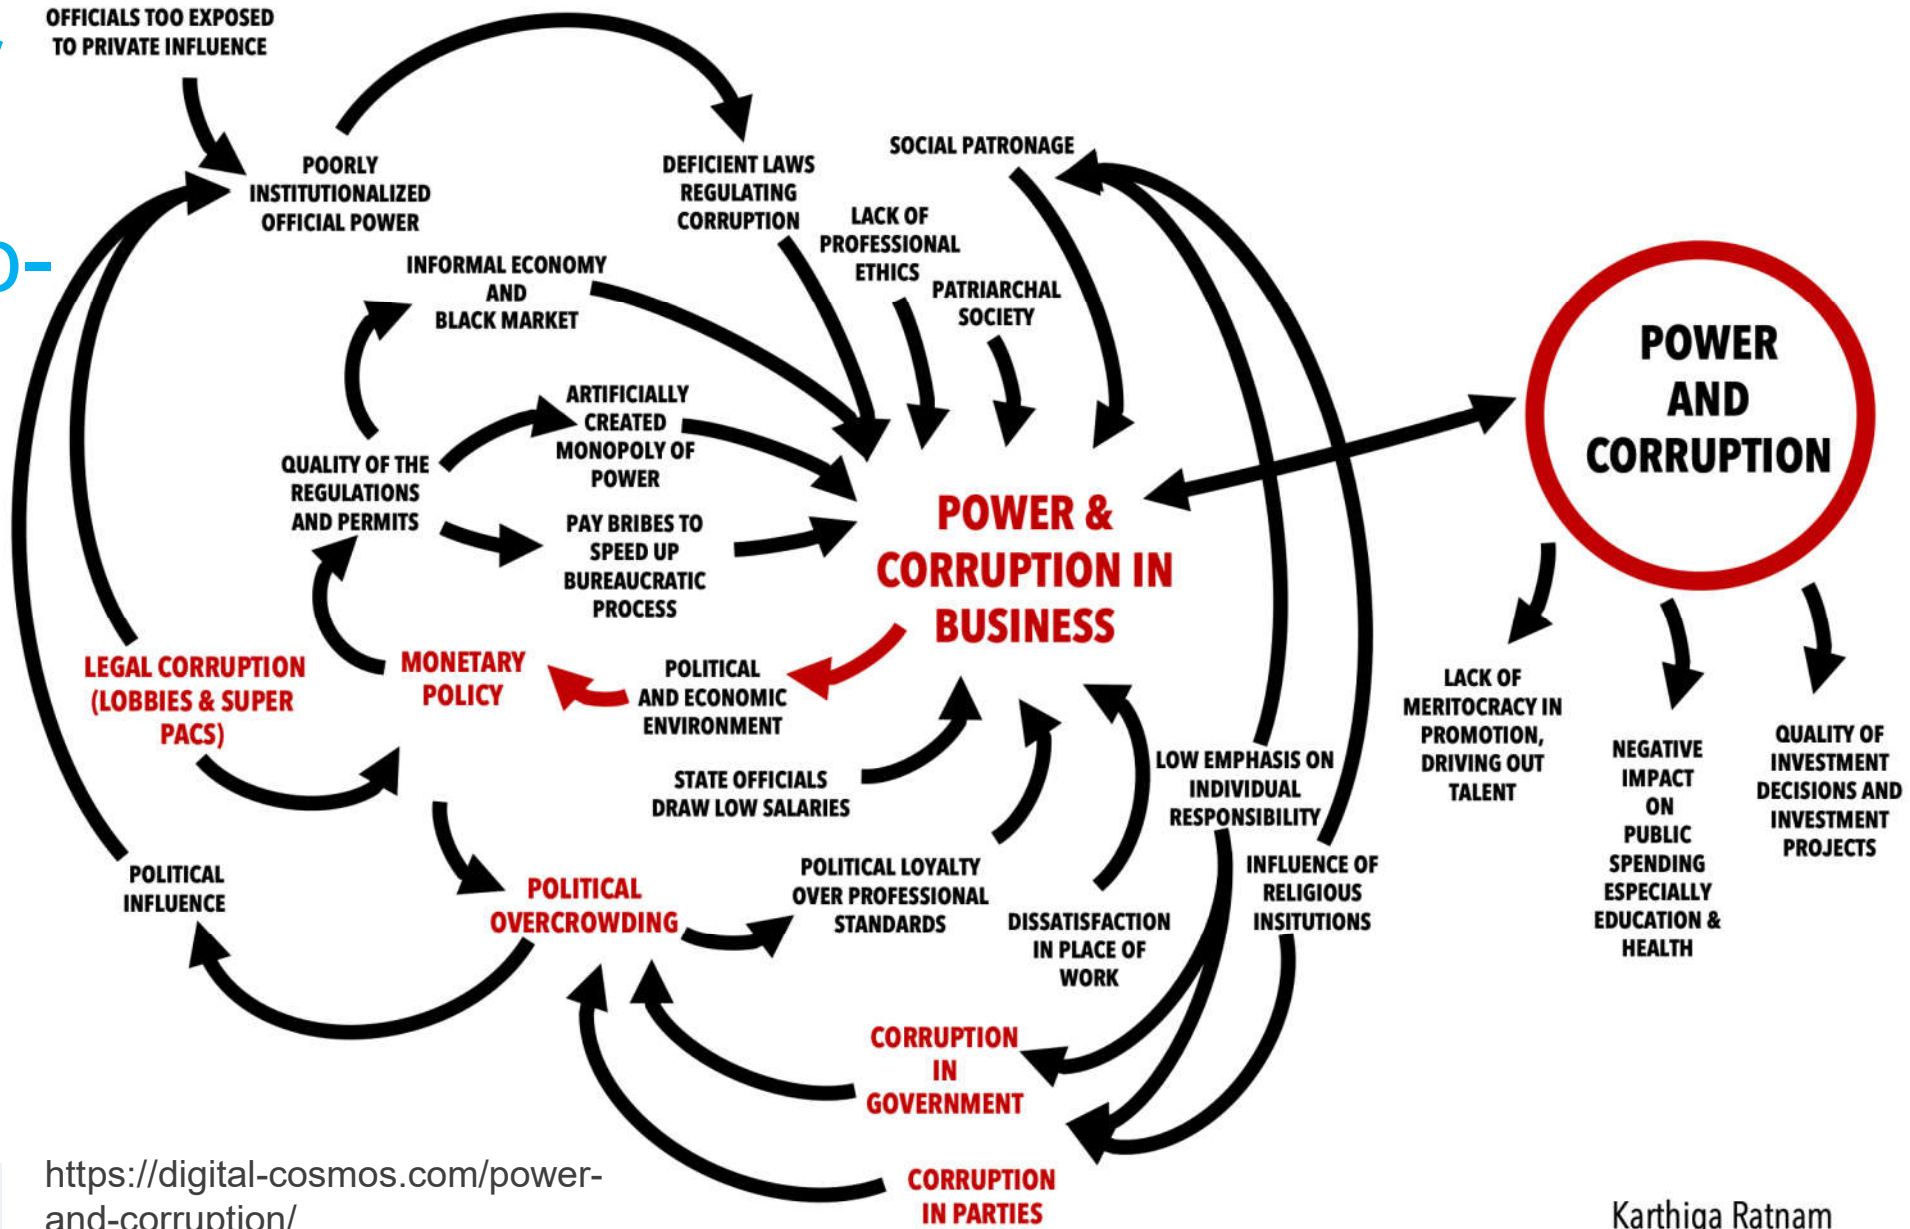 OFFICIALS TOO EXPOSED
TO PRIVATE INFLUENCE
POORLY
INSTITUTIONALIZED
OFFICIAL POWER
DEFICIENT LAWS
REGULATING
CORRUPTION
SOCIAL PATRONAGE
LACK OF
PROFESSIONAL
ETHICS
PATRIARCHAL
SOCIETY
INFORMAL ECONOMY
AND
BLACK MARKET
ARTIFICIALLY
CREATED
MONOPOLY OF
POWER
QUALITY OF THE
REGULATIONS
AND PERMITS
PAY BRIBES TO
SPEED UP
BUREAUCRATIC
PROCESS
POWER &
CORRUPTION IN
BUSINESS
POWER
AND
CORRUPTION
LEGAL CORRUPTION
(LOBBIES & SUPER
PACS)
MONETARY
POLICY
POLITICAL
AND ECONOMIC
ENVIRONMENT
STATE OFFICIALS
DRAW LOW SALARIES
LOW EMPHASIS ON
INDIVIDUAL
RESPONSIBILITY
LACK OF
MERITOCRACY IN
PROMOTION,
DRIVING OUT
TALENT
NEGATIVE
IMPACT
ON
PUBLIC
SPENDING
ESPECIALLY
EDUCATION &
HEALTH
QUALITY OF
INVESTMENT
DECISIONS AND
INVESTMENT
PROJECTS
POLITICAL
INFLUENCE
POLITICAL
OVERCROWDING
POLITICAL LOYALTY
OVER PROFESSIONAL
STANDARDS
DISSATISFACTION
IN PLACE OF
WORK
INFLUENCE OF
RELIGIOUS
INSITUTIONS
CORRUPTION
IN
GOVERNMENT
CORRUPTION
IN PARTIES
https://digital-cosmos.com/power-
and-corruption/
Karthiga Ratnam